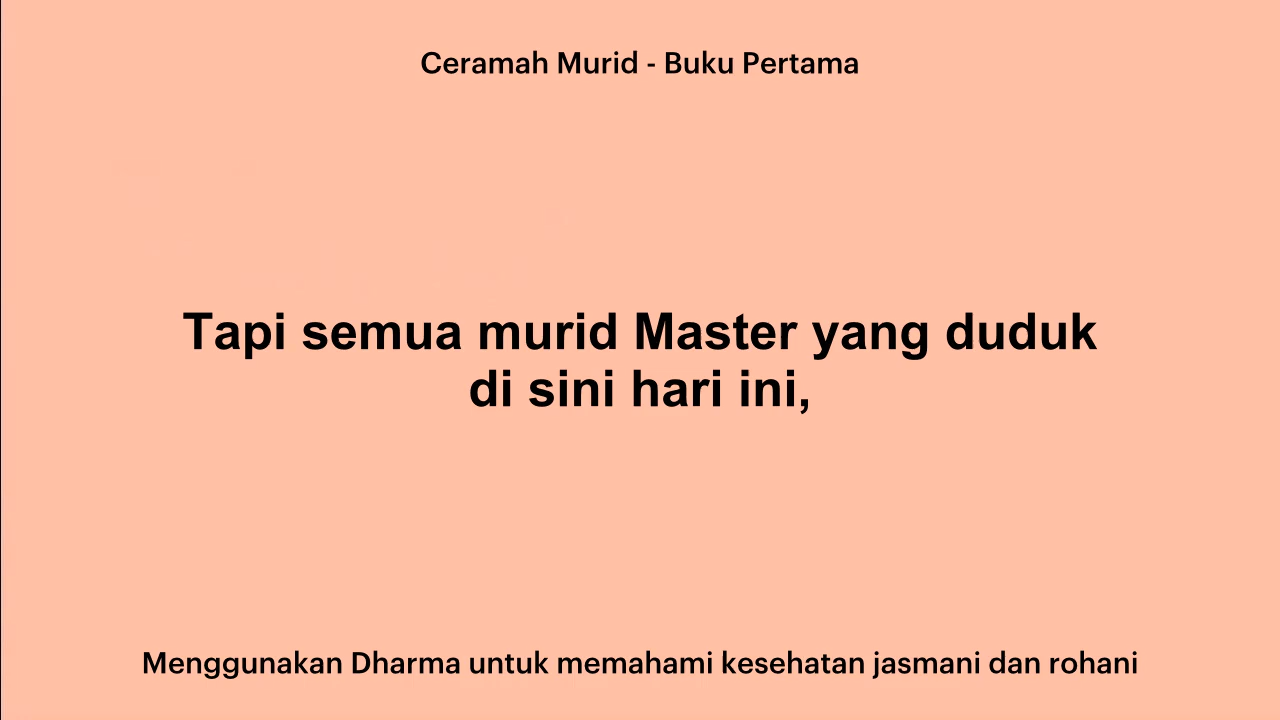 Ceramah Murid - Buku Pertama
Tapi semua murid Master yang duduk
di sini hari ini,
Menggunakan Dharma untuk memahami kesehatan jasmani dan rohani